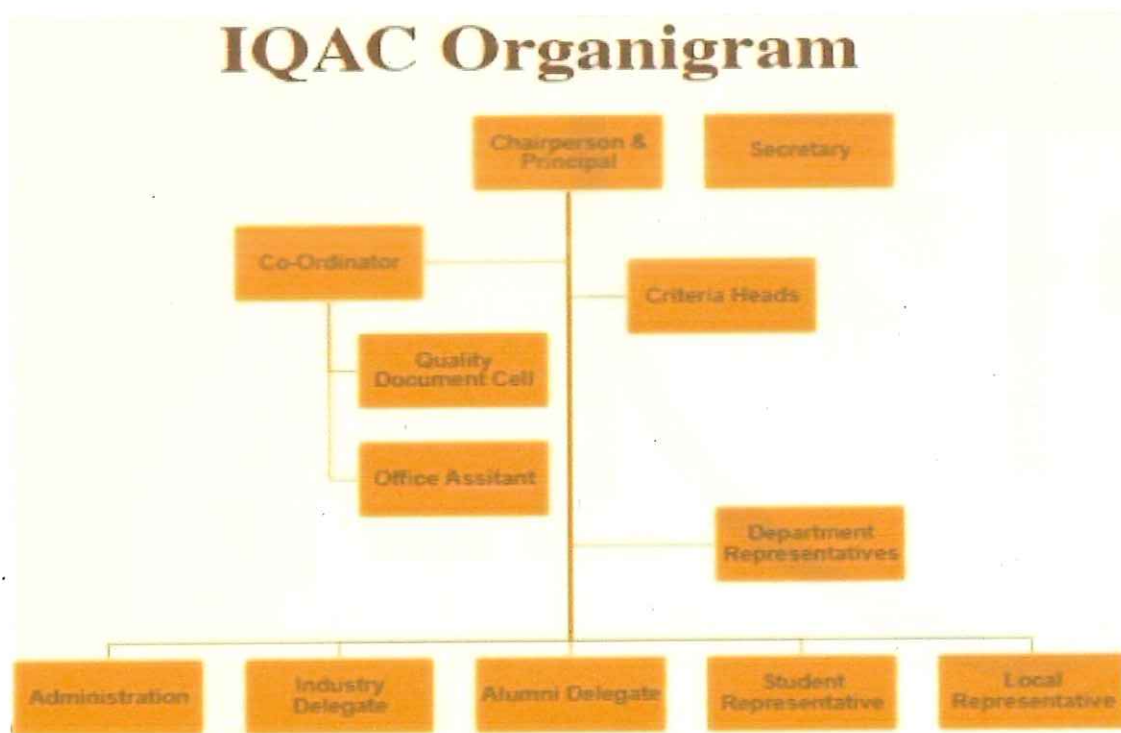 IQAC Organigram
Chairperson &
Principal
Secretary
Co-Ordinator
Criteria Heads
Quality
Document Cell
Office Assitant
Department
Representatives
Administration
Industry
Delegate
Alumni Delegate
Student
Representative
Local
Representative